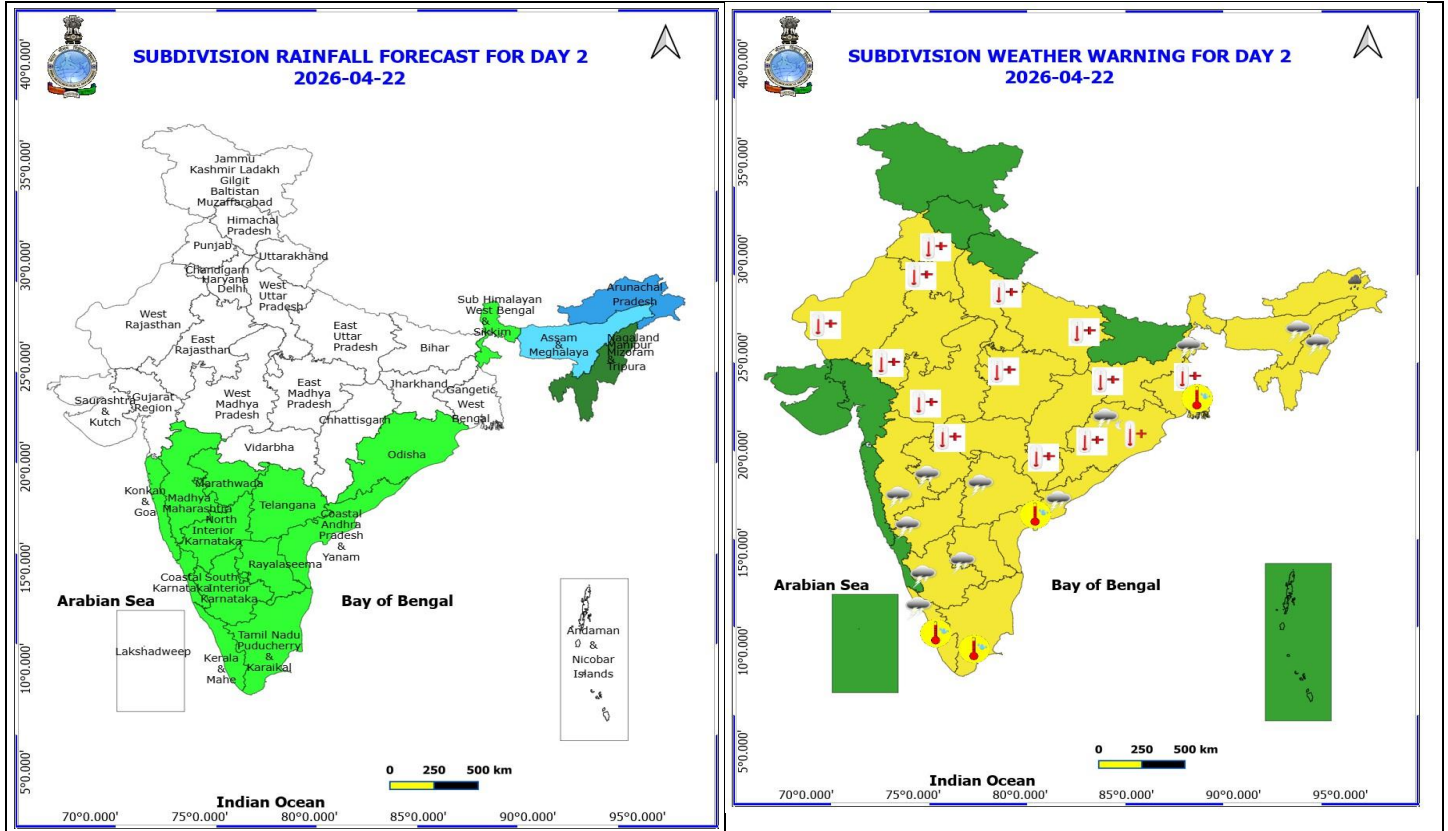 SUBDIVISION RAINFALL FORECAST FOR DAY 2
2026-04-22
40°0.000'
35°0.000'
30°0.000'
25°0.000'
20°0.000'
15°0.000'
10°0.000'
5°0.000'
Jammu
Kashmir Ladakh
Gilgit
Baltistan
Muzaffarabad
Himachal
Pradesh
Punjab
Uttarakhand
Chandigarh
Haryana
Delhi
West
Uttar
Pradesh
West
Rajasthan
East
Rajasthan
East
Uttar
Pradesh
Bihar
Sub Himalayan
West Bengal
&
Sikkim
Arunachal
Pradesh
Assam
&
Meghalaya
Nagaland
Manipur
Mizoram
&
Tripura
Saurashtra
&
Kutch
Gujarat
Region
West
Madhya
Pradesh
East
Madhya
Pradesh
Jharkhand
Gangetic
West
Bengal
Chhattisgarh
Vidarbha
Odisha
Konkan
&
Goa
Madhya
Maharashtra
Marathwada
Telangana
North
Interior
Karnataka
Coastal
Andhra
Pradesh
&
Yanam
Rayalaseema
Coastal
Karnataka
South
Interior
Karnataka
Arabian Sea
Bay of Bengal
Lakshadweep
Kerala
&
Mahe
Tamil Nadu
Puducherry
&
Karaikal
Andaman
&
Nicobar
Islands
0 250 500 km
Indian Ocean
70°0.000' 75°0.000' 80°0.000' 85°0.000' 90°0.000' 95°0.000'
SUBDIVISION WEATHER WARNING FOR DAY 2
2026-04-22
40°0.000'
35°0.000'
30°0.000'
25°0.000'
20°0.000'
15°0.000'
10°0.000'
5°0.000'
Arabian Sea
Bay of Bengal
0 250 500 km
Indian Ocean
70°0.000' 75°0.000' 80°0.000' 85°0.000' 90°0.000' 95°0.000'